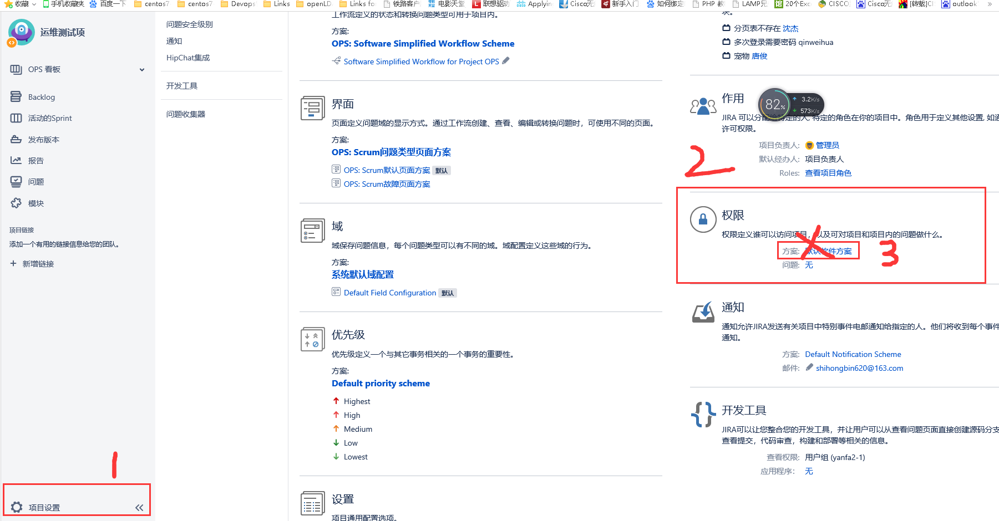 收藏 手机收藏夹 百度一下 centos7 centos7 Devops Links openLD Links fo 铁路客户 电影天堂 联想驱动 Applyin Cisco无 新手入门 如何绑定 PHP 教 LAMP兄 20个Exc CISCO Cisco无 [转载]CI outlook
运维测试项
OPS 看板
Backlog
活动的Sprint
发布版本
报告
问题
模块
项目链接
添加一个有用的链接信息给您的团队。
新增链接
1
项目设置
问题安全级别
通知
HipChat集成
开发工具
问题收集器
工作流定义的状态和转换问题类型可用于项目内。
方案:
OPS: Software Simplified Workflow Scheme
Software Simplified Workflow for Project OPS
界面
页面定义问题域的显示方式。通过工作流创建、查看、编辑或转换问题时，可使用不同的页面。
方案:
OPS: Scrum问题类型页面方案
OPS: Scrum默认页面方案 默认
OPS: Scrum故障页面方案
域
域保存问题信息，每个问题类型可以有不同的域。域配置定义这些域的行为。
方案:
系统默认域配置
Default Field Configuration 默认
优先级
优先级定义一个与其它事务相关的一个事务的重要性。
方案:
Default priority scheme
Highest
High
Medium
Low
Lowest
设置
项目通用配置选项。
块。
分页表不存在 沈杰
多次登录需要密码 qinweihua
宠物 唐俊
作用
82% 3.2K/s
573K/s
JIRA 可以分配给特定的人, 特定的角色在你的项目中。角色用于定义其他设置, 如通
许可权限。
项目负责人: 管理员
默认经办人: 项目负责人
Roles: 查看项目角色
2
权限
权限定义谁可以访问项目，以及可对项目和项目内的问题做什么。
方案: 默认软件方案
3
问题: 无
通知
通知允许JIRA发送有关项目中特别事件电邮通知给指定的人。他们将收到每个事件
通知。
方案: Default Notification Scheme
邮件: shihongbin620@163.com
开发工具
JIRA可以让您整合您的开发工具，并让用户可以从查看问题页面直接创建源码分支
查看提交，代码审查，构建和部署等相关的信息。
查看权限: 用户组 (yanfa2-1)
应用程序: 无